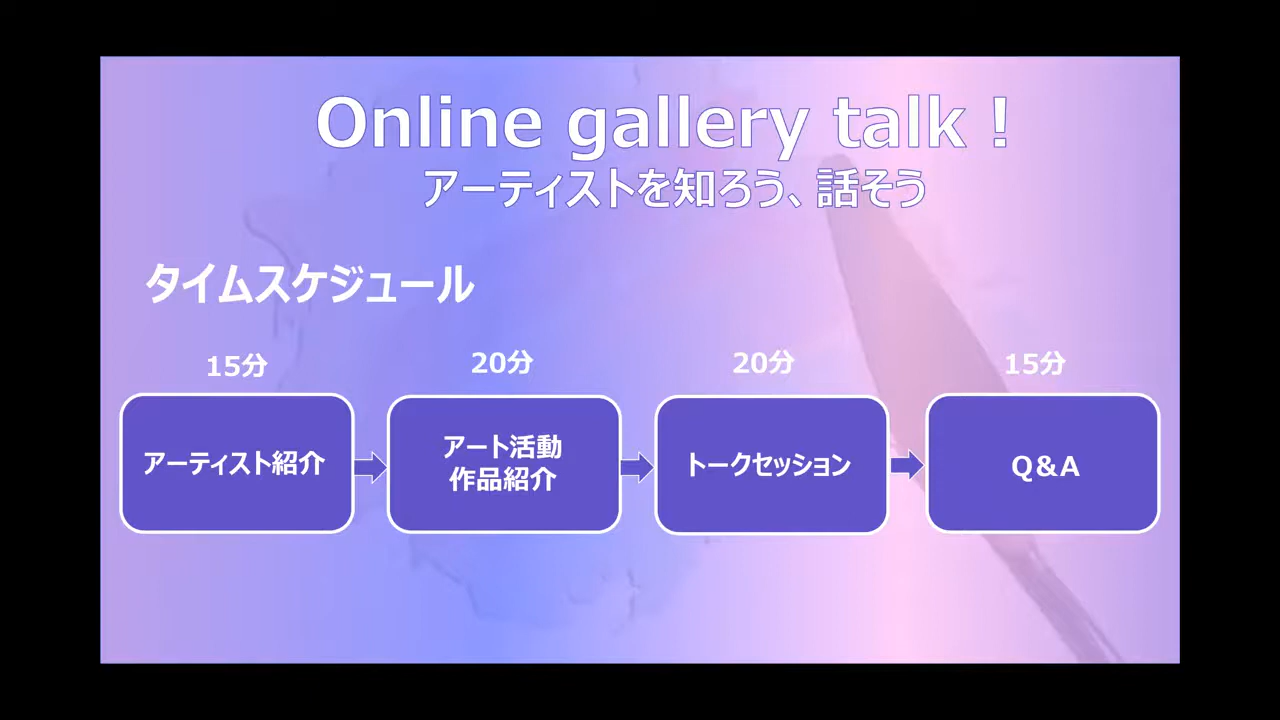 Online gallery talk！
アーティストを知ろう、話そう
タイムスケジュール
15分
20分
20分
15分
アーティスト紹介
アート活動
作品紹介
トークセッション
Q&A